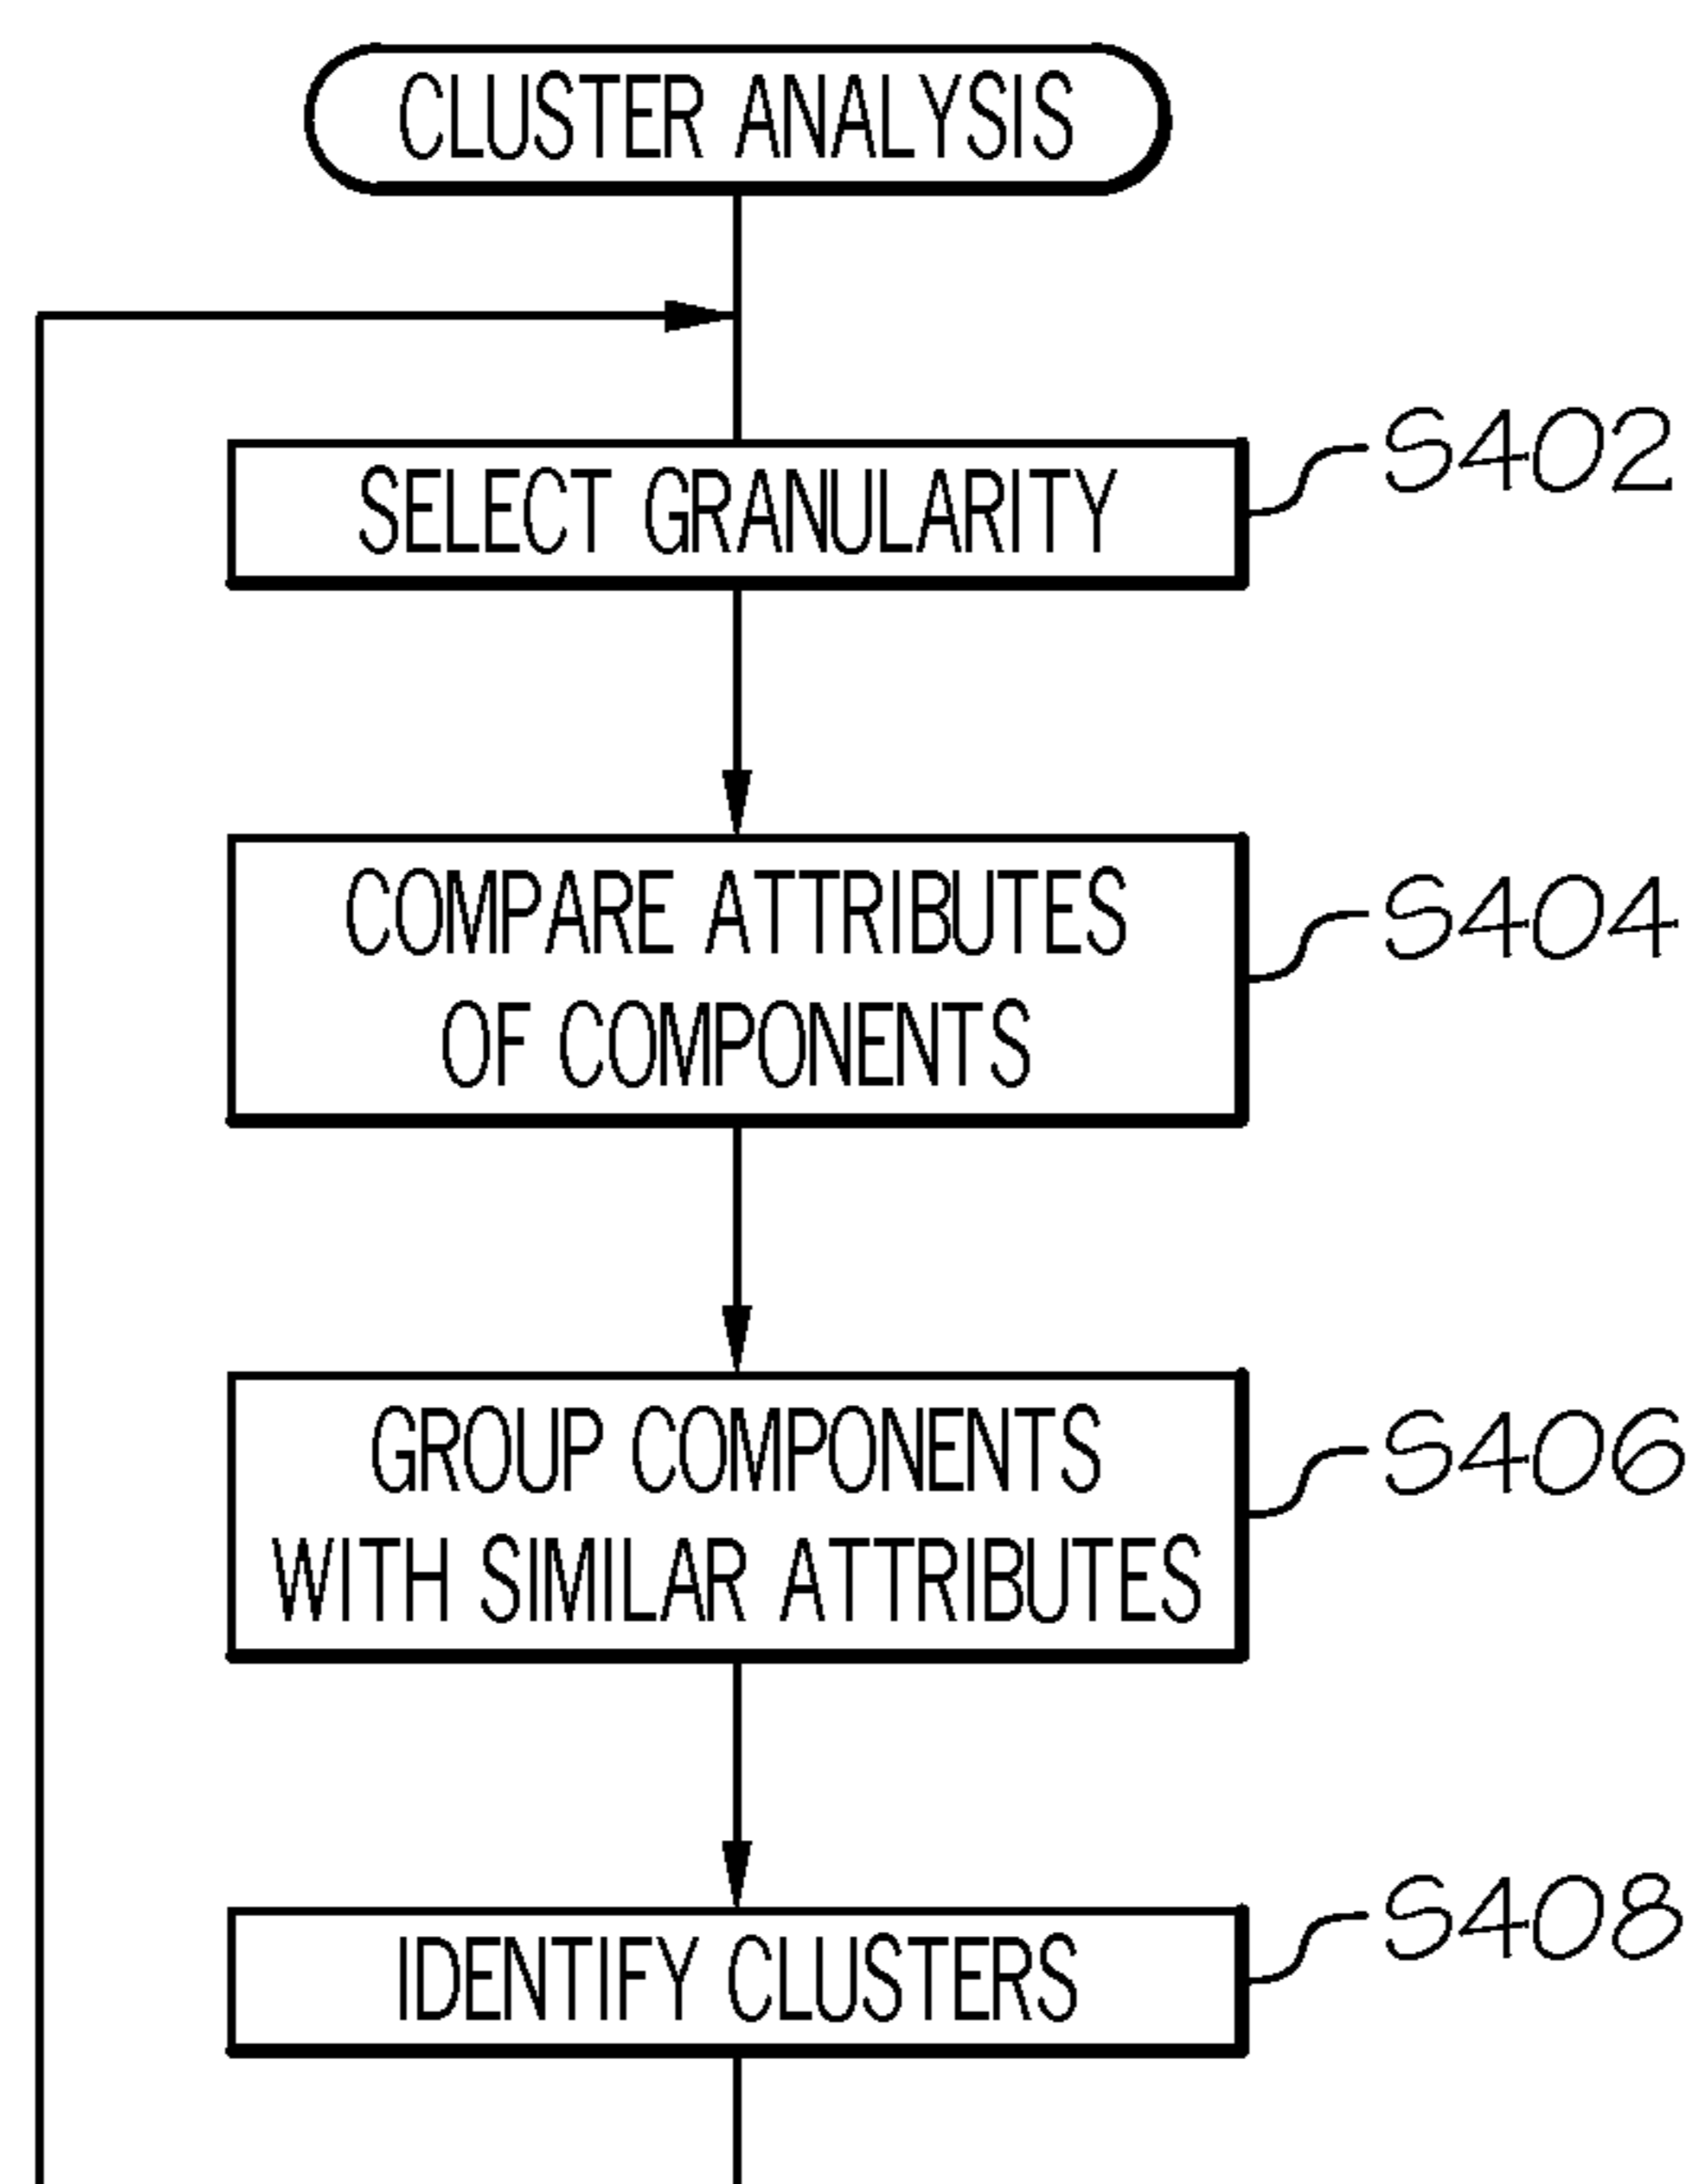 CLUSTER ANALYSIS
SELECT GRANULARITY
S402
COMPARE ATTRIBUTES
OF COMPONENTS
S404
GROUP COMPONENTS
WITH SIMILAR ATTRIBUTES
S406
IDENTIFY CLUSTERS
S408